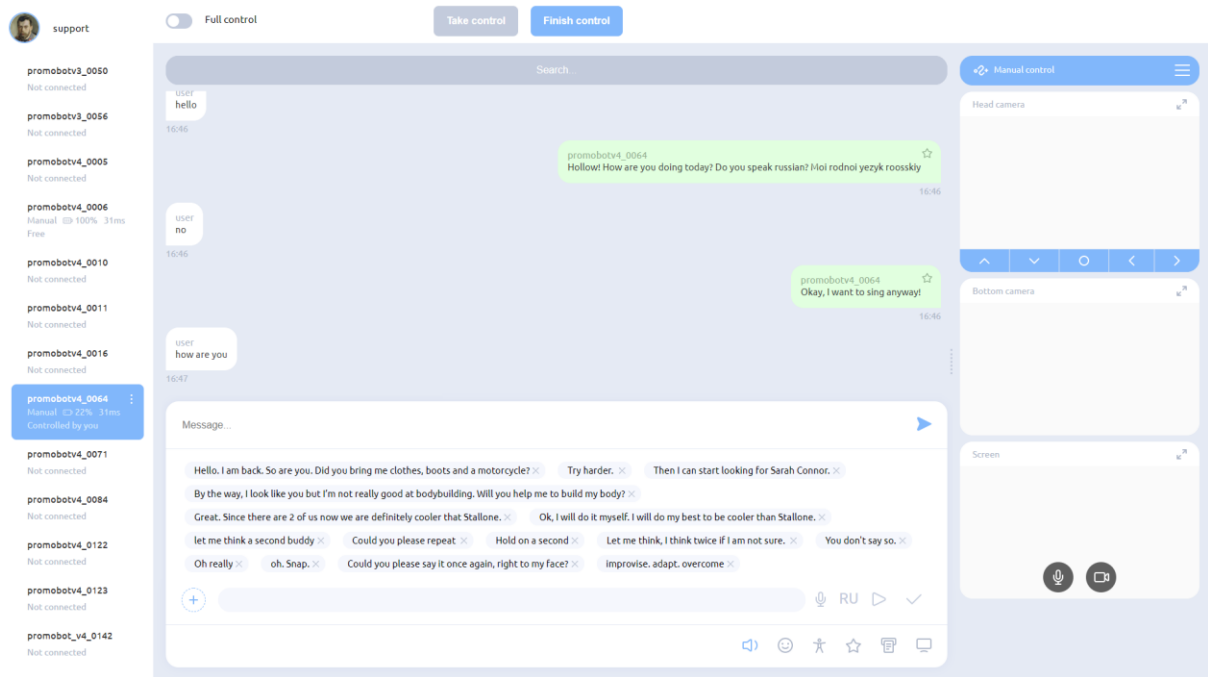 support
Full control
Take control
Finish control
promobotv3_0050
Not connected
promobotv3_0056
Not connected
promobotv4_0005
Not connected
promobotv4_0006
Manual 100% 31ms
Free
promobotv4_0010
Not connected
promobotv4_0011
Not connected
promobotv4_0016
Not connected
promobotv4_0064
Manual 22% 31ms
Controlled by you
promobotv4_0071
Not connected
promobotv4_0084
Not connected
promobotv4_0122
Not connected
promobotv4_0123
Not connected
promobot_v4_0142
Not connected
Search...
user
hello
16:46
promobotv4_0064
Hollow! How are you doing today? Do you speak russian? Moi rodnoi yezyk roosskiy
16:46
user
no
16:46
promobotv4_0064
Okay, I want to sing anyway!
16:46
user
how are you
16:47
Message...
Hello. I am back. So are you. Did you bring me clothes, boots and a motorcycle? Try harder. Then I can start looking for Sarah Connor.
By the way, I look like you but I'm not really good at bodybuilding. Will you help me to build my body?
Great. Since there are 2 of us now we are definitely cooler that Stallone. Ok, I will do it myself. I will do my best to be cooler than Stallone.
let me think a second buddy Could you please repeat Hold on a second Let me think, I think twice if I am not sure. You don't say so.
Oh really oh. Snap. Could you please say it once again, right to my face? improvise. adapt. overcome
RU
Manual control
Head camera
Bottom camera
Screen